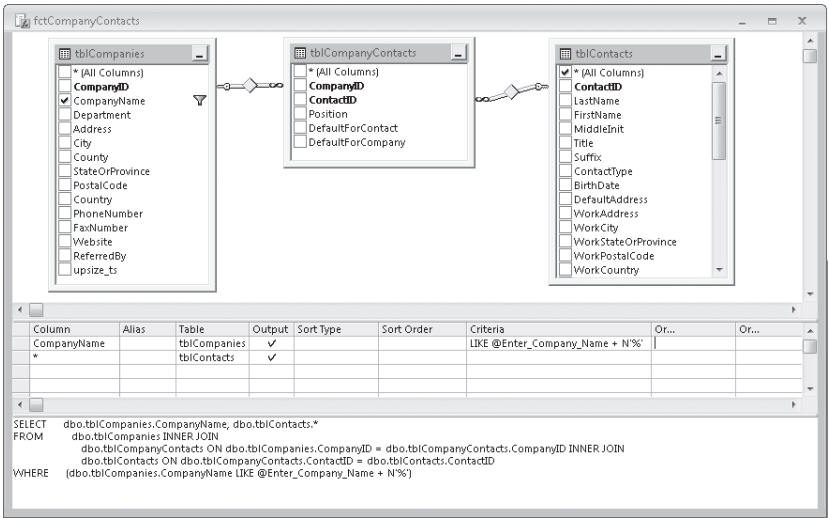 fctCompanyContacts
tblCompanies
* (All Columns)
CompanyID
CompanyName
Department
Address
City
County
StateOrProvince
PostalCode
Country
PhoneNumber
FaxNumber
Website
ReferredBy
upsize_ts
tblCompanyContacts
* (All Columns)
CompanyID
ContactID
Position
DefaultForContact
DefaultForCompany
tblContacts
* (All Columns)
ContactID
LastName
FirstName
MiddleInit
Title
Suffix
ContactType
BirthDate
DefaultAddress
WorkAddress
WorkCity
WorkStateOrProvince
WorkPostalCode
WorkCountry
Column Alias Table Output Sort Type Sort Order Criteria Or... Or...
CompanyName tblCompanies LIKE @Enter_Company_Name + N'%'
* tblContacts
SELECT dbo.tblCompanies.CompanyName, dbo.tblContacts.*
FROM dbo.tblCompanies INNER JOIN
dbo.tblCompanyContacts ON dbo.tblCompanies.CompanyID = dbo.tblCompanyContacts.CompanyID INNER JOIN
dbo.tblContacts ON dbo.tblCompanyContacts.ContactID = dbo.tblContacts.ContactID
WHERE (dbo.tblCompanies.CompanyName LIKE @Enter_Company_Name + N'%')